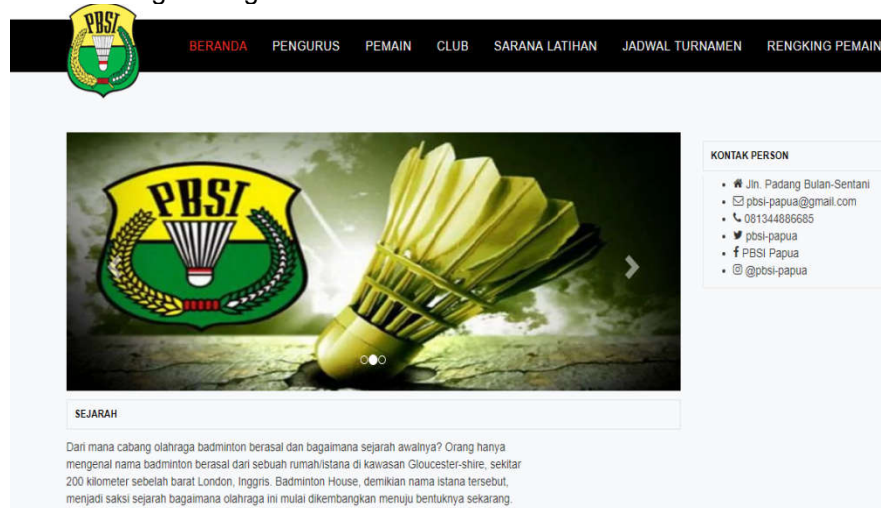 PBSI
BERANDA PENGURUS PEMAIN CLUB SARANA LATIHAN JADWAL TURNAMEN RENGKING PEMAIN
PBSI
KONTAK PERSON
Jln. Padang Bulan-Sentani
pbsi-papua@gmail.com
081344886685
pbsi-papua
PBSI Papua
@pbsi-papua
SEJARAH
Dari mana cabang olahraga badminton berasal dan bagaimana sejarah awalnya? Orang hanya
mengenal nama badminton berasal dari sebuah rumah/istana di kawasan Gloucester-shire, sekitar
200 kilometer sebelah barat London, Inggris. Badminton House, demikian nama istana tersebut,
menjadi saksi sejarah bagaimana olahraga ini mulai dikembangkan menuju bentuknya sekarang.